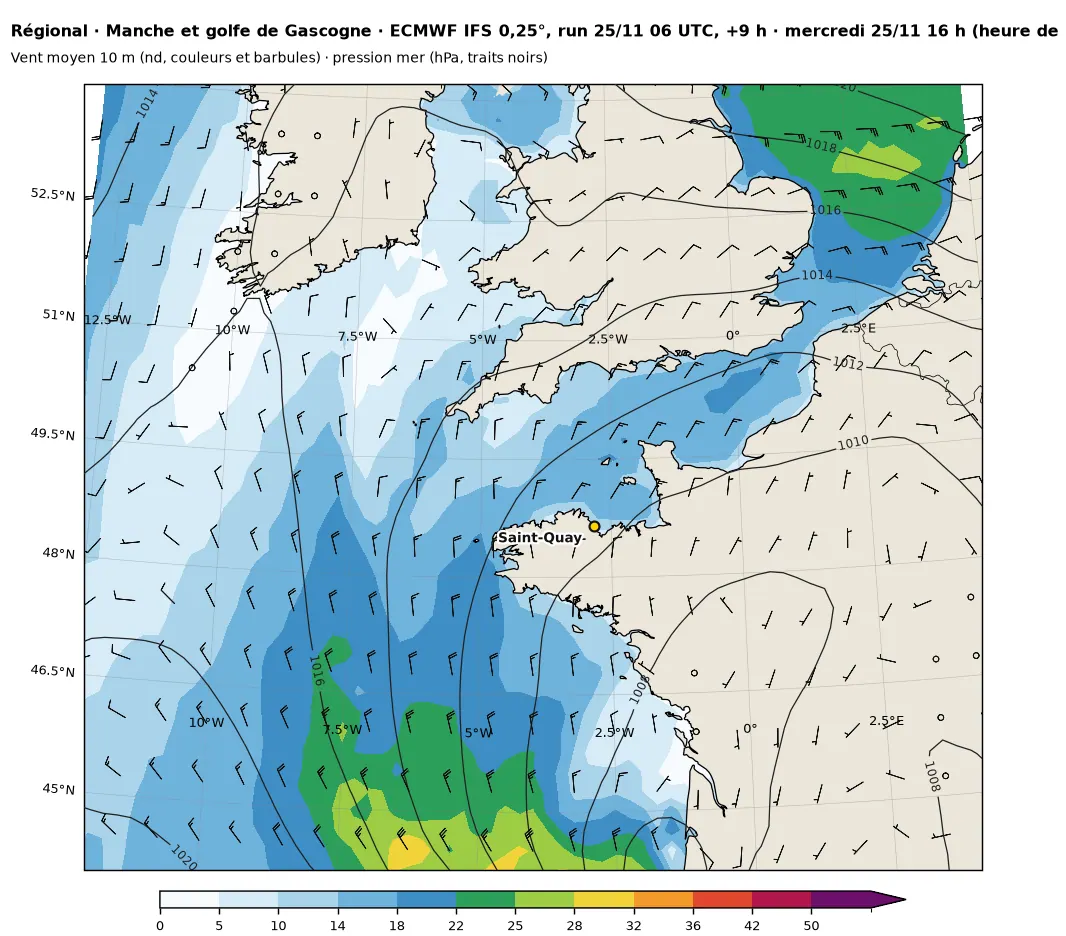 Régional · Manche et golfe de Gascogne · ECMWF IFS 0,25°, run 25/11 06 UTC, +9 h · mercredi 25/11 16 h (heure de
Vent moyen 10 m (nd, couleurs et barbules) · pression mer (hPa, traits noirs)
1014
20
1018
52.5°N
1016
1014
51°N
12.5°W
10°W
7.5°W
5°W
2.5°W
0°
2.5°E
1012
49.5°N
1010
48°N
Saint-Quay-
46.5°N
1016
1008
10°W
7.5°W
5°W
2.5°W
0°
2.5°E
1008
45°N
1020
0 5 10 14 18 22 25 28 32 36 42 50